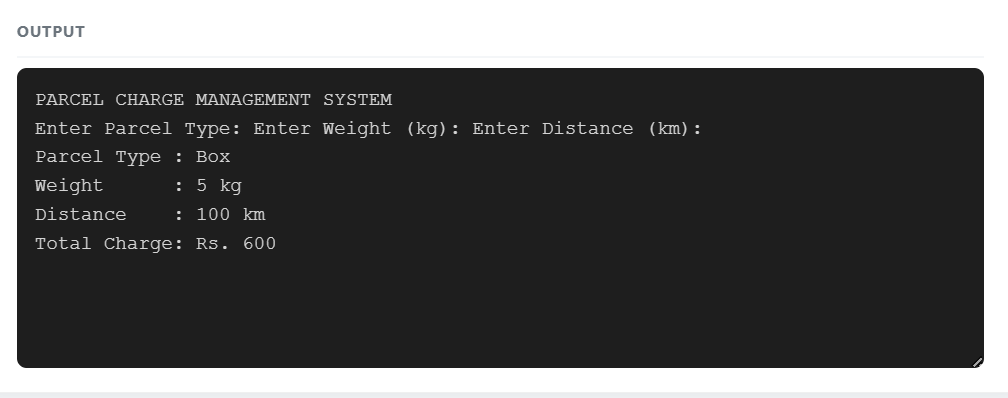 OUTPUT
PARCEL CHARGE MANAGEMENT SYSTEM
Enter Parcel Type: Enter Weight (kg): Enter Distance (km):
Parcel Type : Box
Weight      : 5 kg
Distance    : 100 km
Total Charge: Rs. 600